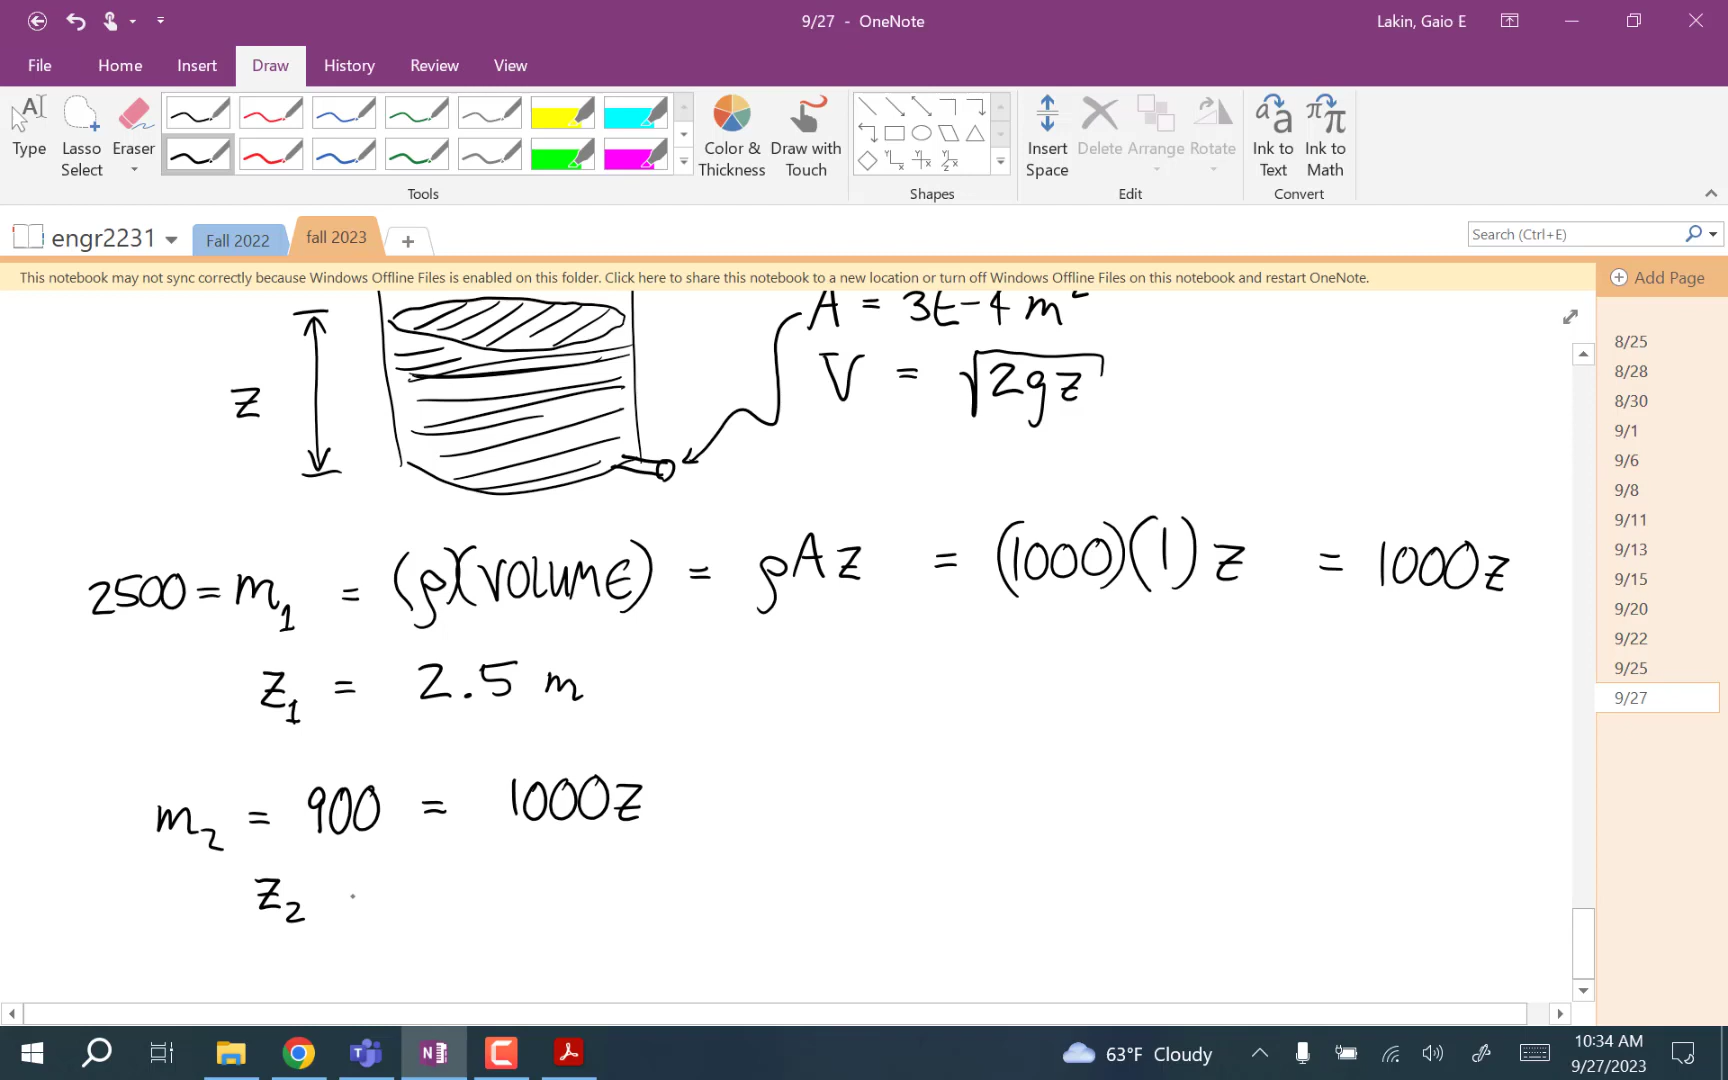 9/27 - OneNote
Lakin, Gaio E
File Home Insert Draw History Review View
Type
Lasso Select
Eraser
Color & Thickness
Draw with Touch
Insert Space
Delete Arrange Rotate
Ink to Text
Ink to Math
Tools Shapes Edit Convert
engr2231 Fall 2022 fall 2023
Search (Ctrl+E)
This notebook may not sync correctly because Windows Offline Files is enabled on this folder. Click here to share this notebook to a new location or turn off Windows Offline Files on this notebook and restart OneNote.
Add Page
8/25
8/28
8/30
9/1
9/6
9/8
9/11
9/13
9/15
9/20
9/22
9/25
9/27
A = 3E-4 m²
V = √2gz
z
2500 = m₁ = (ρ)(VOLUME) = ρAz = (1000)(1)z = 1000z
z₁ = 2.5 m
m₂ = 900 = 1000z
z₂
63°F Cloudy
10:34 AM
9/27/2023